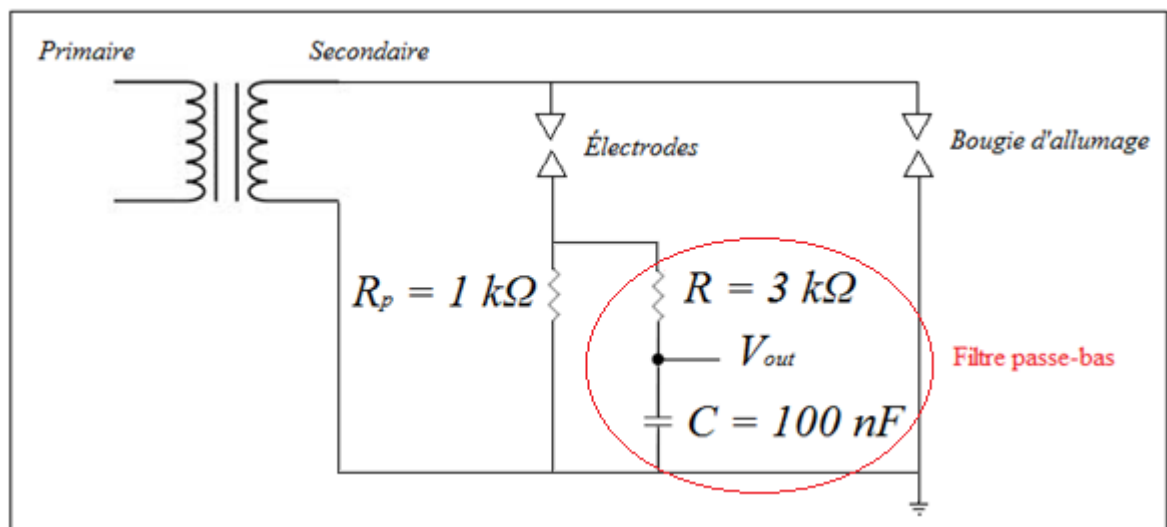 Primaire
Secondaire
Électrodes
Bougie d'allumage
Rp = 1 kΩ
R = 3 kΩ
Vout
Filtre passe-bas
C = 100 nF